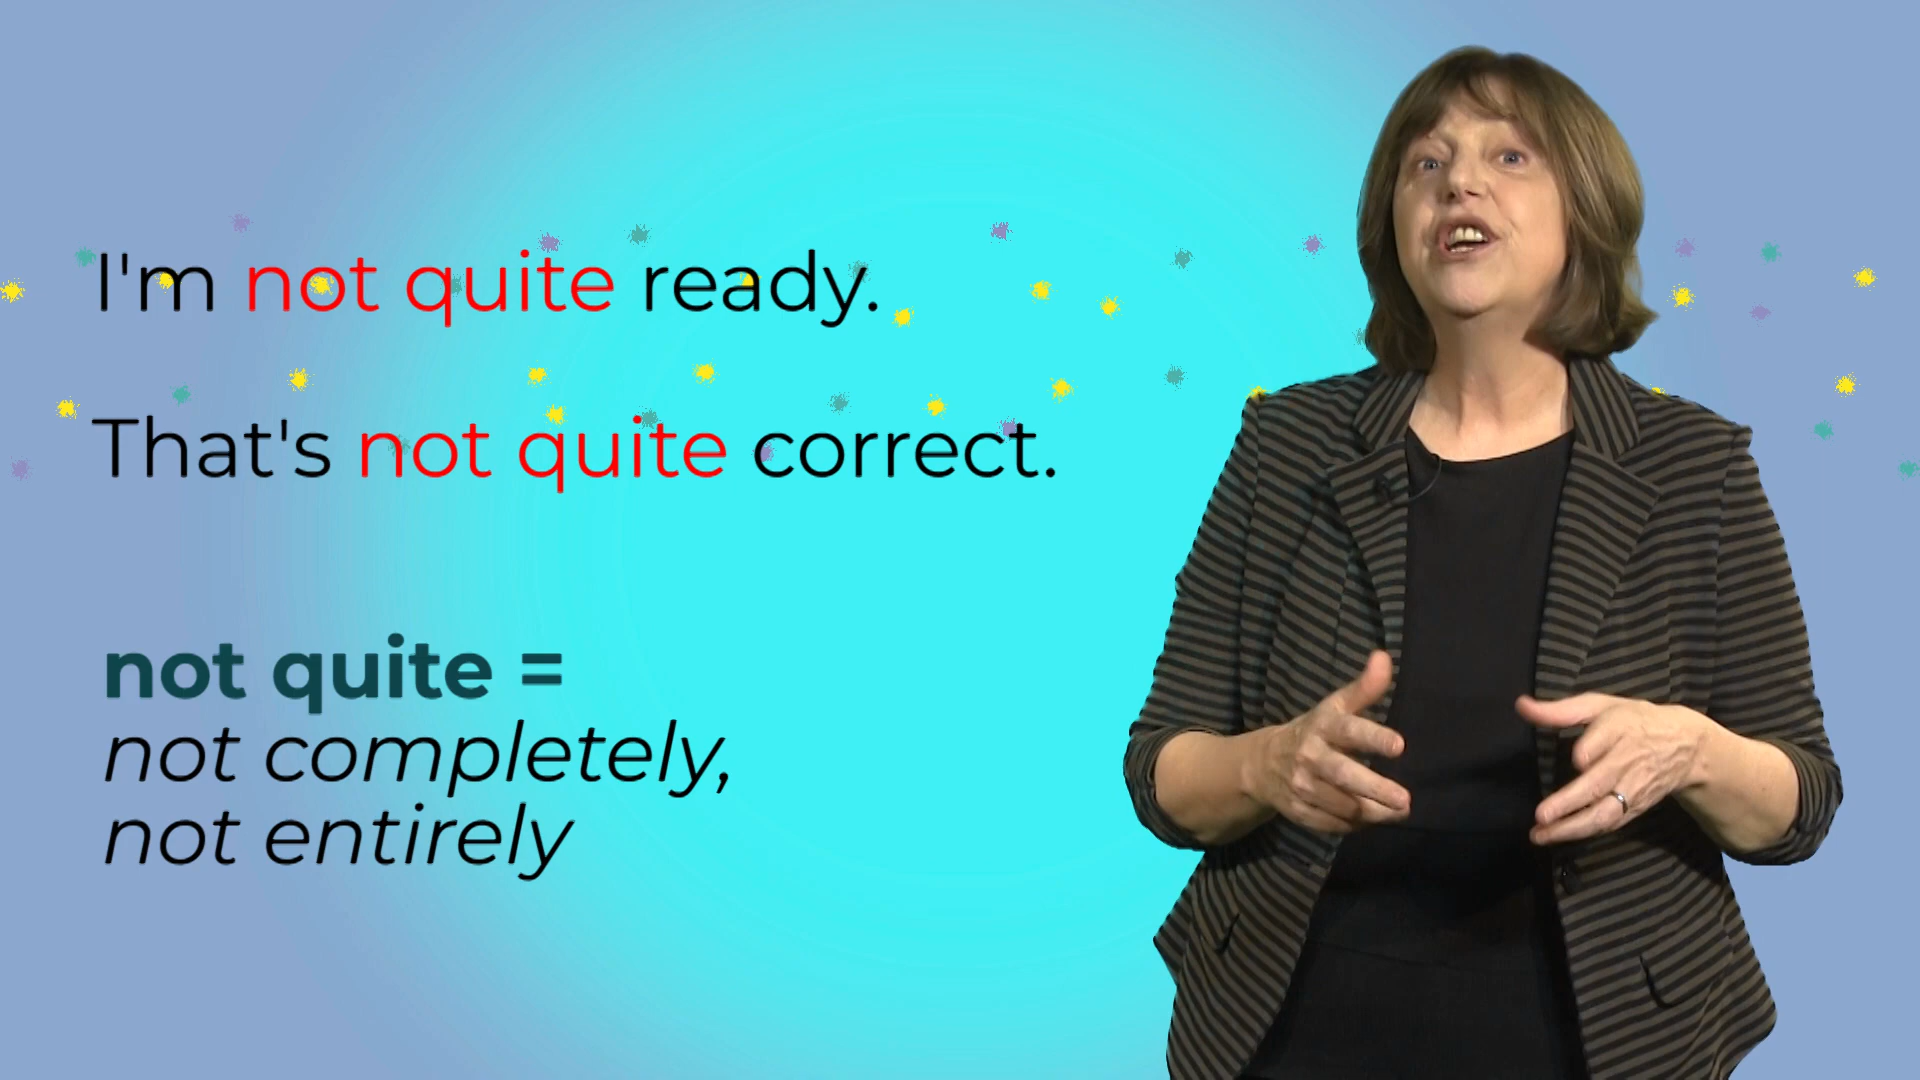 I'm not quite ready.
That's not quite correct.
not quite =
not completely,
not entirely